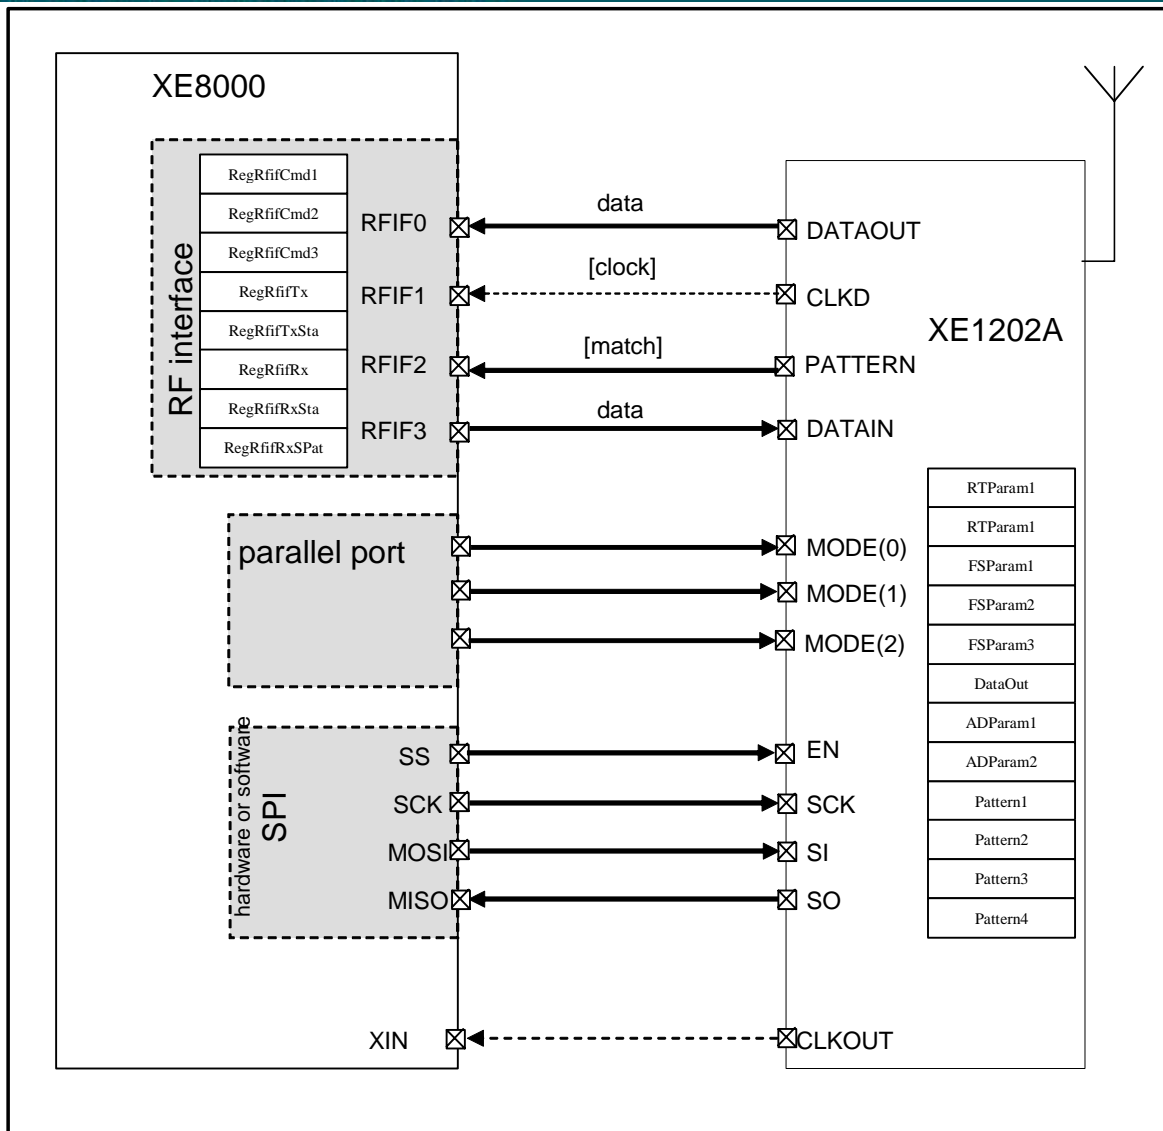 XE8000
RF interface
RegRfifCmd1
RegRfifCmd2
RegRfifCmd3
RegRfifTx
RegRfifTxSta
RegRfifRx
RegRfifRxSta
RegRfifRxSPat
RFIF0
RFIF1
RFIF2
RFIF3
data
[clock]
[match]
data
DATAOUT
CLKD
PATTERN
DATAIN
XE1202A
parallel port
MODE(0)
MODE(1)
MODE(2)
RTParam1
RTParam1
FSParam1
FSParam2
FSParam3
DataOut
ADParam1
ADParam2
Pattern1
Pattern2
Pattern3
Pattern4
hardware or software
SPI
SS
SCK
MOSI
MISO
EN
SCK
SI
SO
XIN
CLKOUT